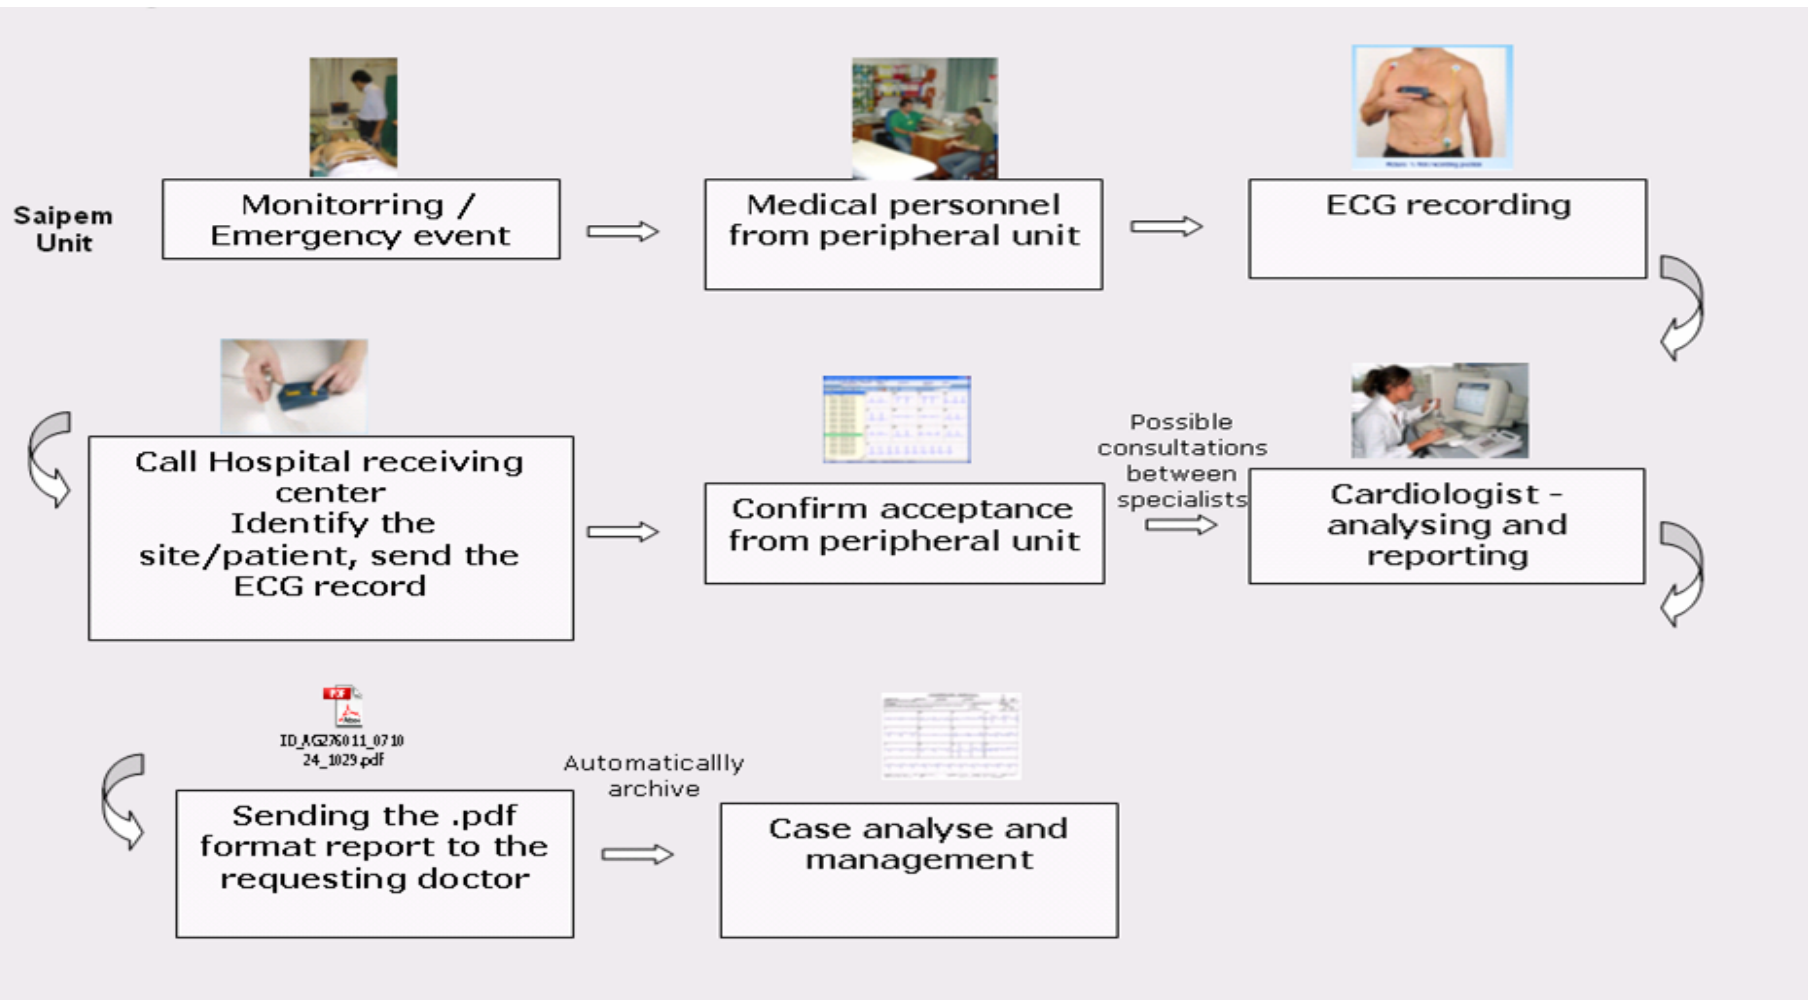 Saipem
Unit
Monitorring /
Emergency event
Medical personnel
from peripheral unit
ECG recording
Call Hospital receiving
center
Identify the
site/patient, send the
ECG record
Confirm acceptance
from peripheral unit
Possible
consultations
between
specialists
Cardiologist -
analysing and
reporting
PDF
Adobe
ID_AG276011_0710
24_1029.pdf
Sending the .pdf
format report to the
requesting doctor
Automaticallly
archive
Case analyse and
management